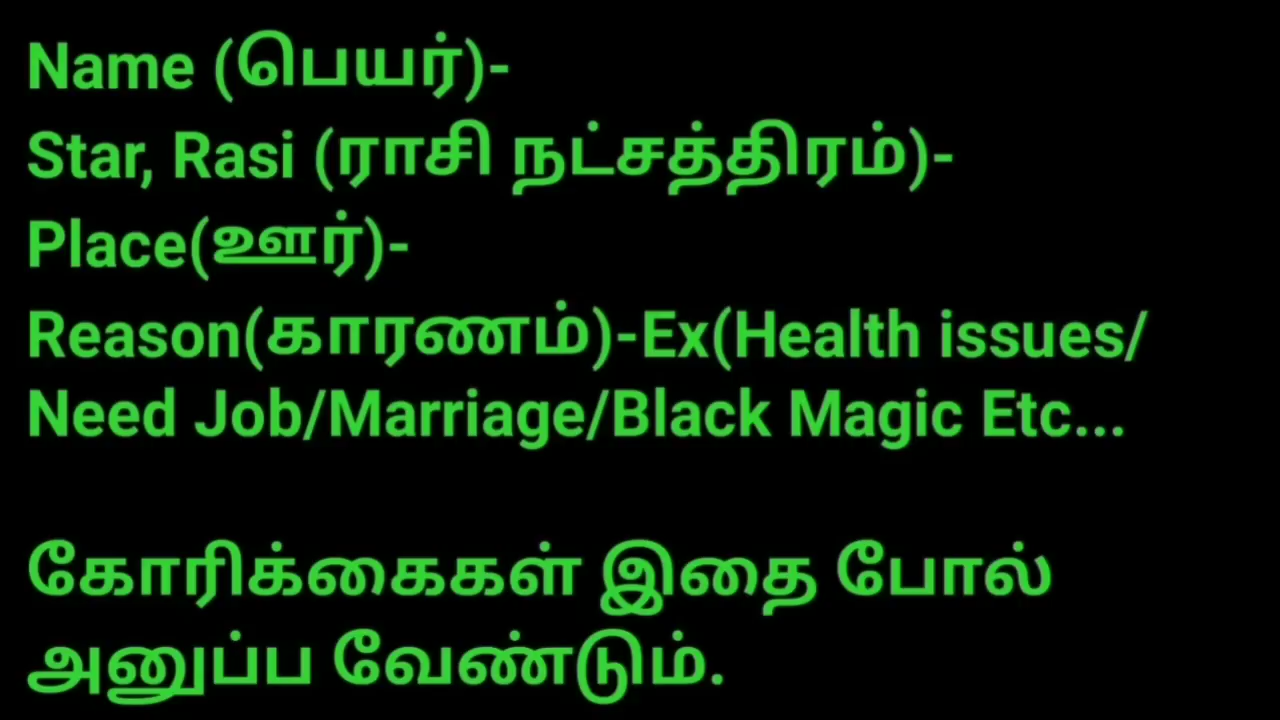 Name (பெயர்)-
Star, Rasi (ராசி நட்சத்திரம்)-
Place(ஊர்)-
Reason(காரணம்)-Ex(Health issues/
Need Job/Marriage/Black Magic Etc...
கோரிக்கைகள் இதை போல்
அனுப்ப வேண்டும்.